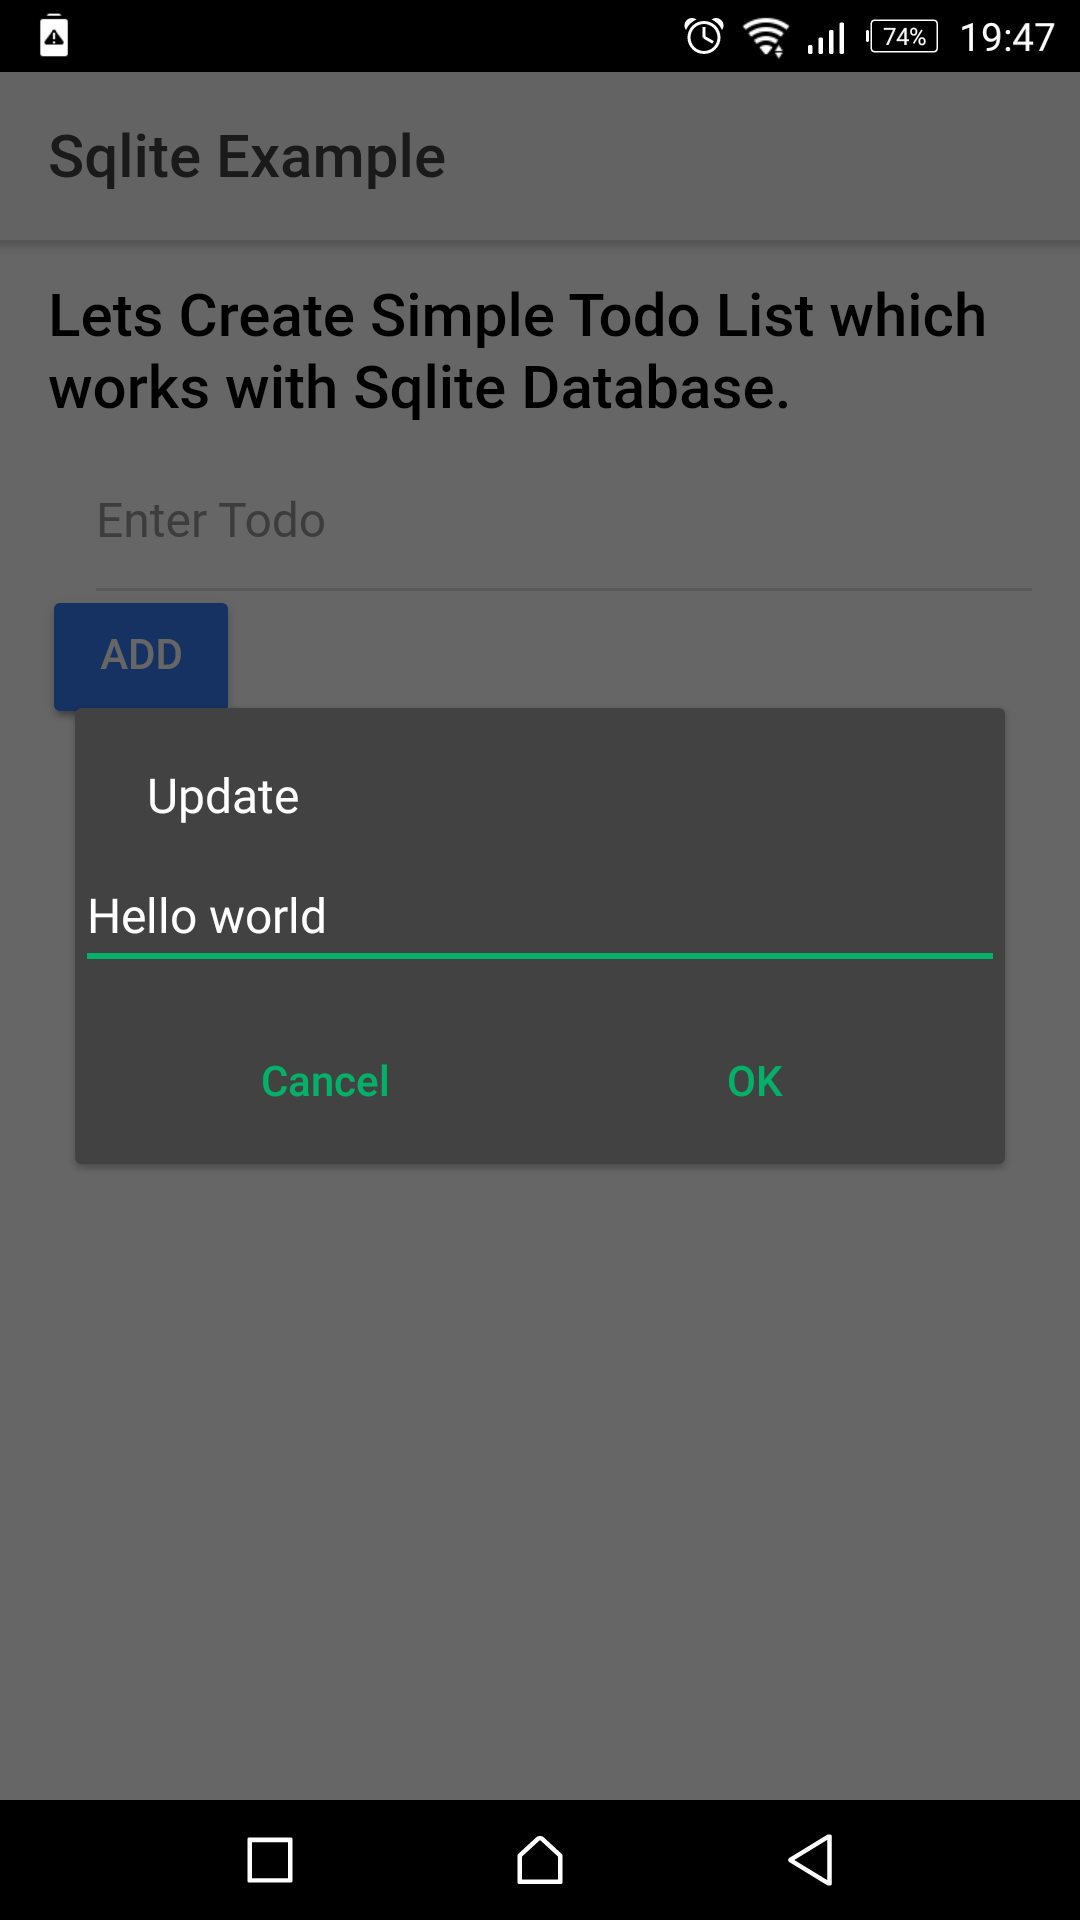 74% 19:47
Sqlite Example
Lets Create Simple Todo List which
works with Sqlite Database.
Enter Todo
ADD
Update
Hello world
Cancel OK